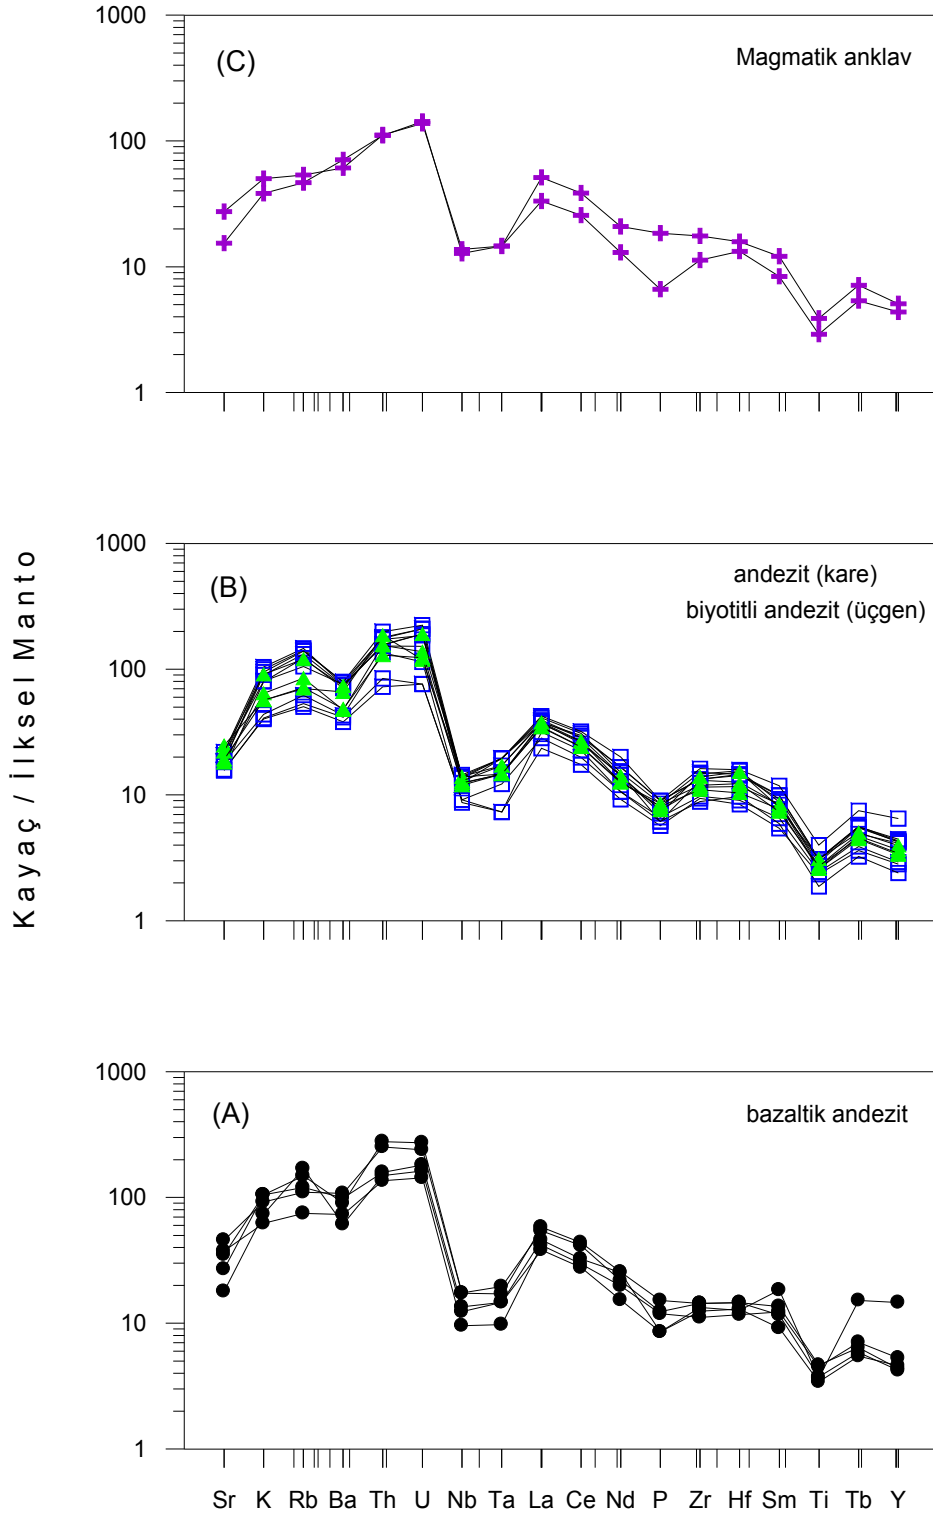 Kayaç / İlksel Manto
1000
100
10
1
(C)
Magmatik anklav
1000
100
10
1
(B)
andezit (kare)
biyotitli andezit (üçgen)
1000
100
10
1
(A)
bazaltik andezit
Sr K Rb Ba Th U Nb Ta La Ce Nd P Zr Hf Sm Ti Tb Y